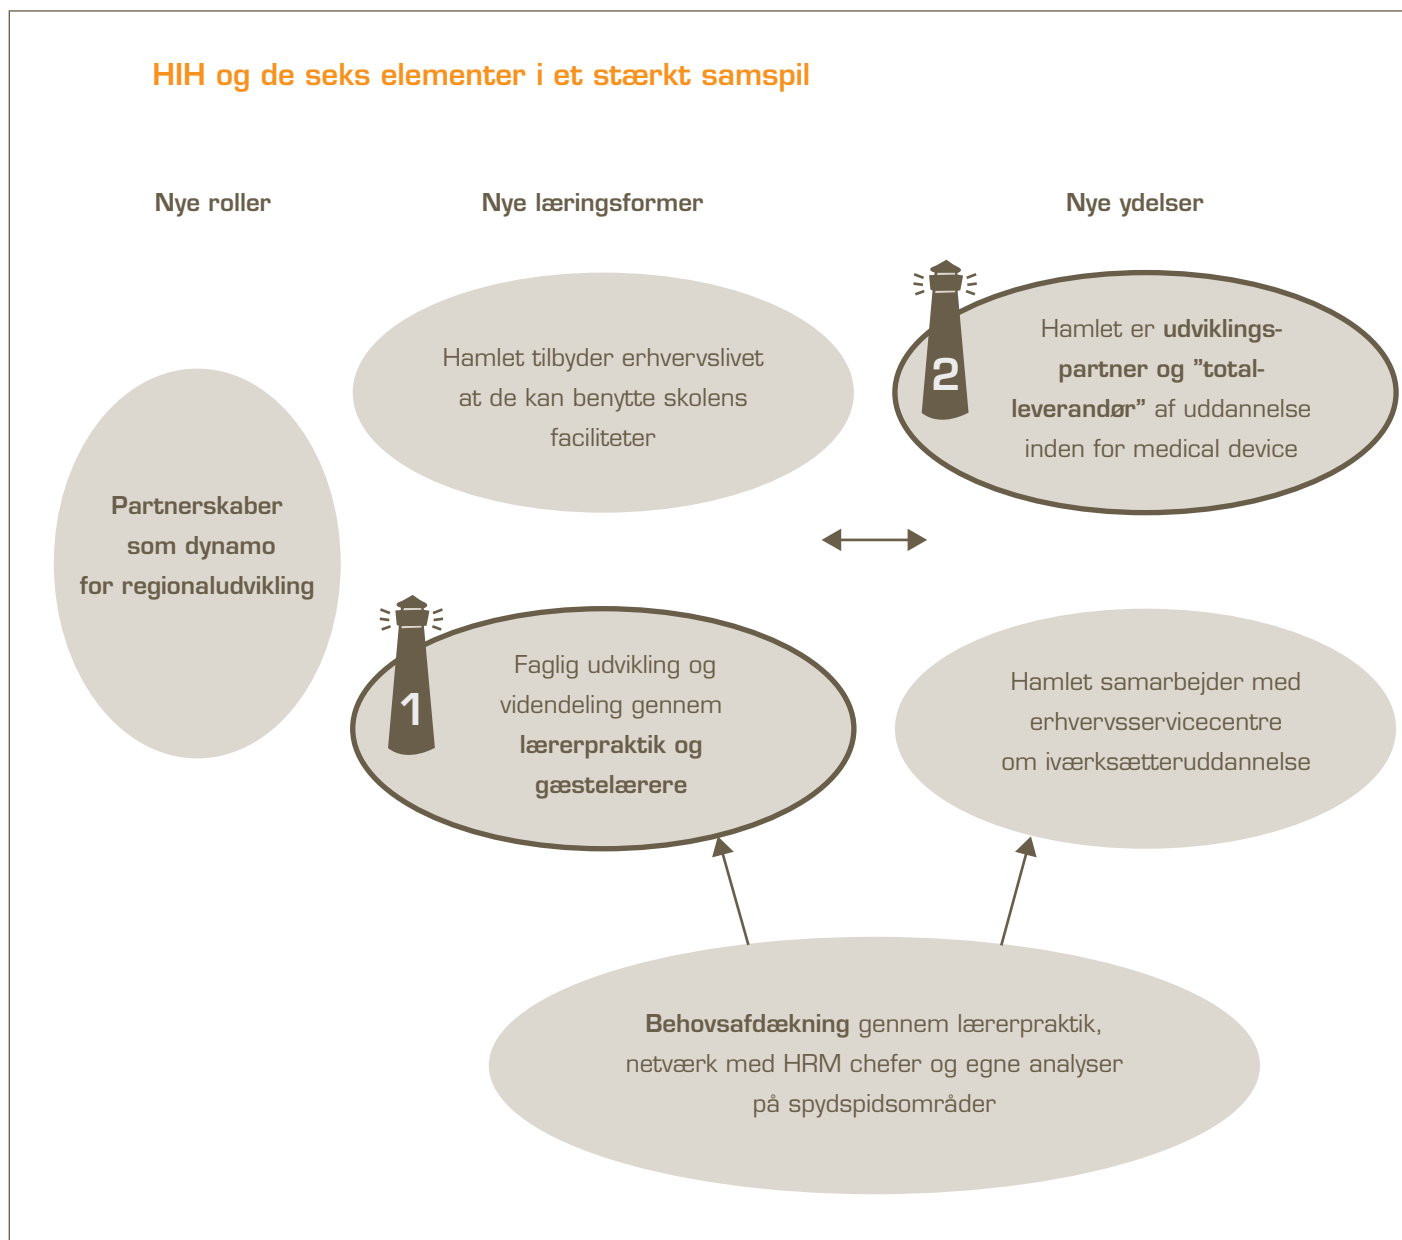 HIH og de seks elementer i et stærkt samspil
Nye roller
Nye læringsformer
Nye ydelser
Partnerskaber
som dynamo
for regionaludvikling
Hamlet tilbyder erhvervslivet
at de kan benytte skolens
faciliteter
2
Hamlet er udviklings-
partner og ”total-
leverandør” af uddannelse
inden for medical device
1
Faglig udvikling og
videndeling gennem
lærerpraktik og
gæstelærere
Hamlet samarbejder med
erhvervsservicecentre
om iværksætteruddannelse
Behovsafdækning gennem lærerpraktik,
netværk med HRM chefer og egne analyser
på spydspidsområder